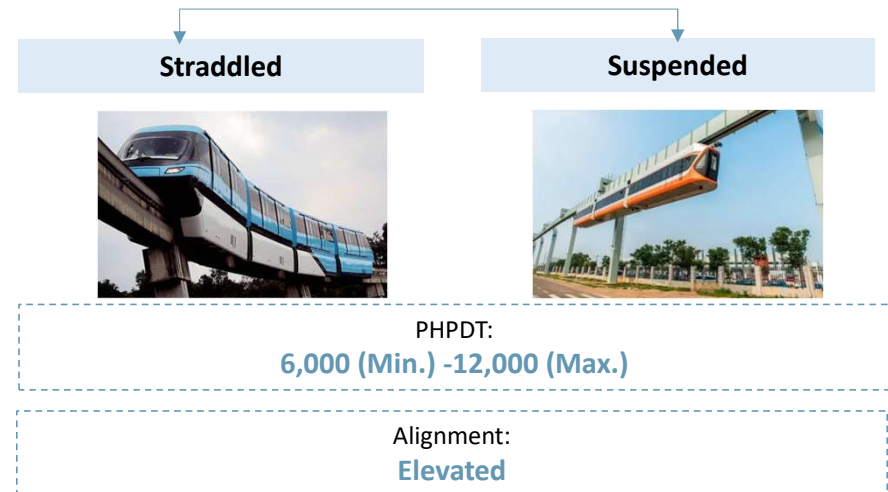 Straddled
Suspended
PHPDT:
6,000 (Min.) -12,000 (Max.)
Alignment:
Elevated